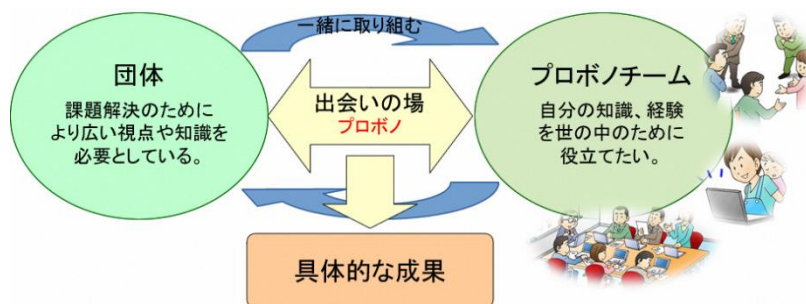 一緒に取り組む
団体
課題解決のために
より広い視点や知識を
必要としている。
出会いの場
プロボノ
プロボノチーム
自分の知識、経験
を世の中のために
役立てたい。
具体的な成果